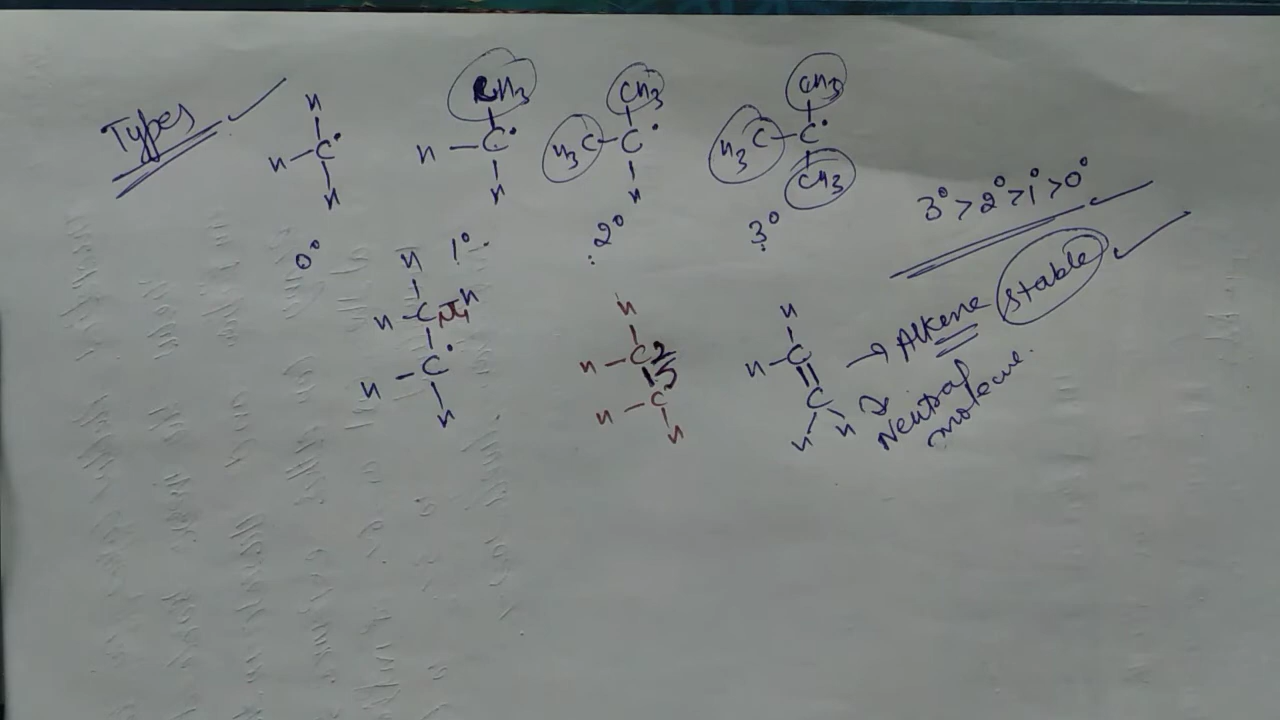 Types
H
H - C •
H
CH3
H - C •
H
CH3
H3C - C •
H
CH3
H3C - C •
CH3
3° > 2° > 1° > 0°
0°
1°
2°
3°
H
H - C H
H - C •
H
H
H - C
H - C
H
H
H - C
C
H H
→ Alkene stable
Neutral
molecule.